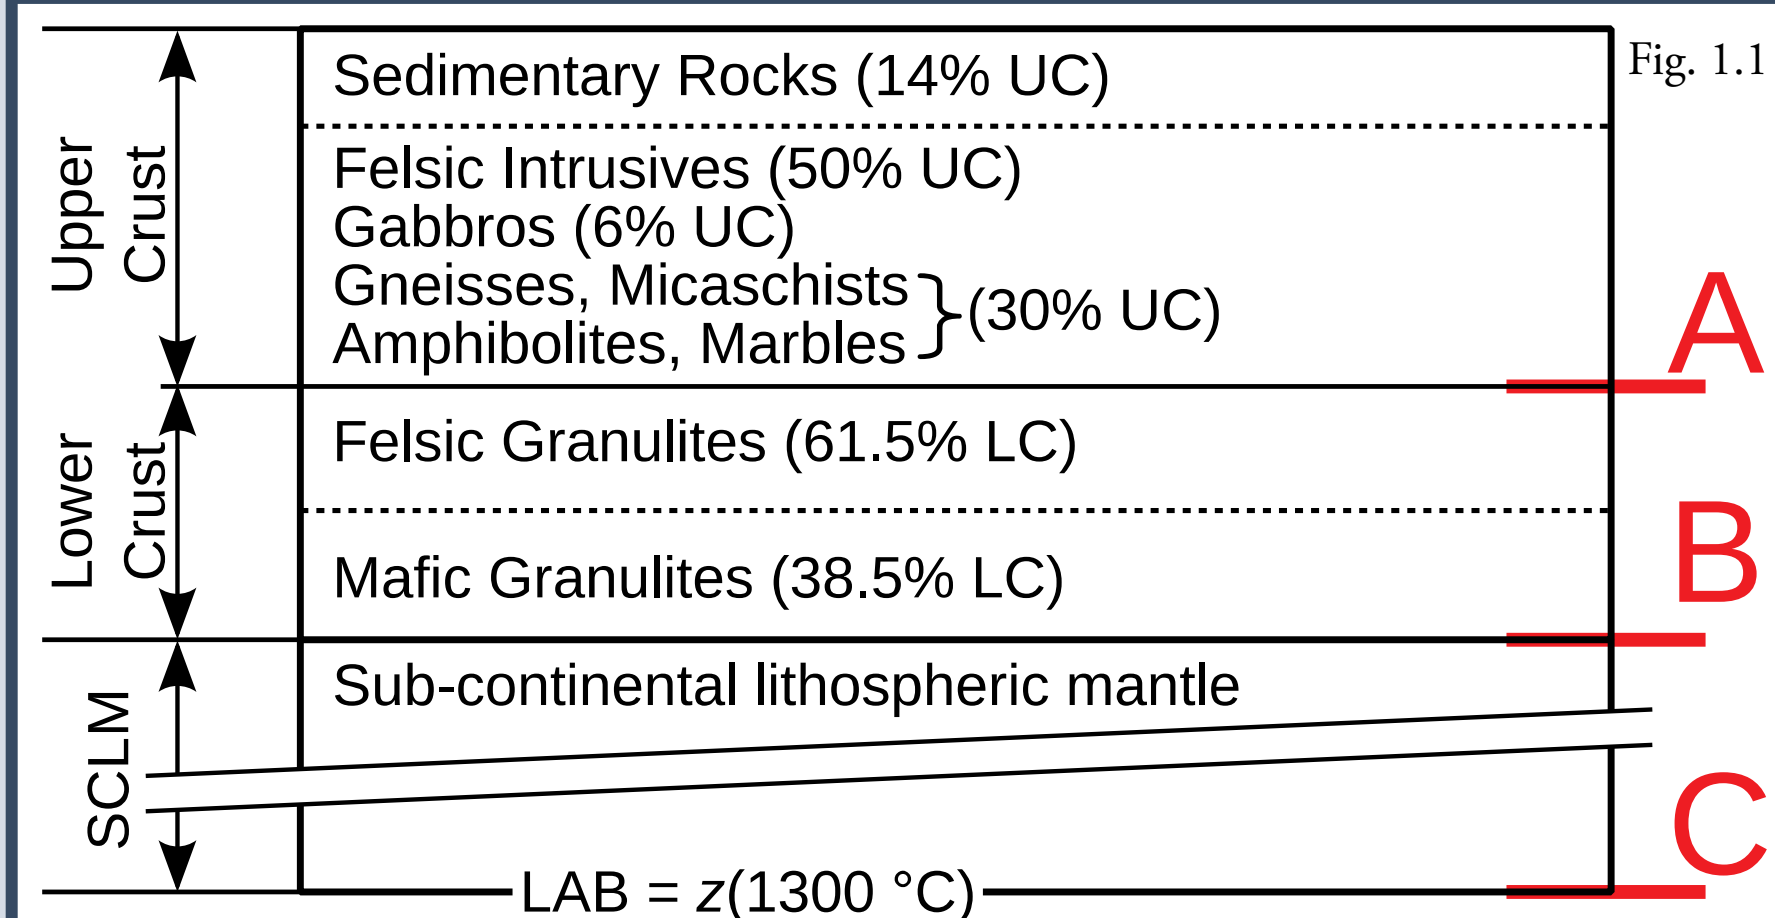 Fig. 1.1
Upper
Crust
Sedimentary Rocks (14% UC)
Felsic Intrusives (50% UC)
Gabbros (6% UC)
Gneisses, Micaschists
Amphibolites, Marbles
(30% UC)
A
Lower
Crust
Felsic Granulites (61.5% LC)
Mafic Granulites (38.5% LC)
B
SCLM
Sub-continental lithospheric mantle
C
LAB = z(1300 °C)